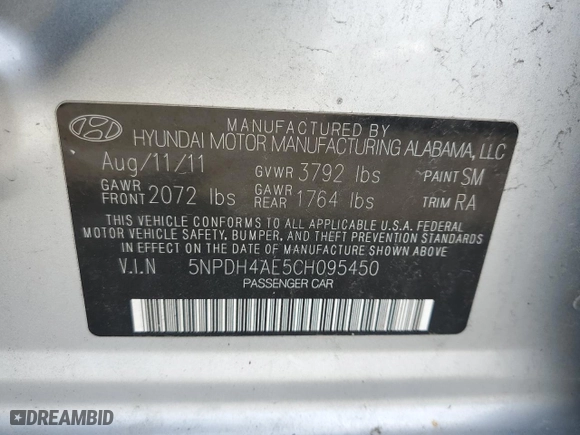 MANUFACTURED BY
HYUNDAI MOTOR MANUFACTURING ALABAMA, LLC
Aug/11/11 GVWR 3792 lbs PAINT SM
GAWR FRONT 2072 lbs GAWR REAR 1764 lbs TRIM RA
THIS VEHICLE CONFORMS TO ALL APPLICABLE U.S.A. FEDERAL
MOTOR VEHICLE SAFETY, BUMPER, AND THEFT PREVENTION STANDARDS
IN EFFECT ON THE DATE OF MANUFACTURE SHOWN ABOVE.
V.I.N 5NPDH4AE5CH095450
PASSENGER CAR
DREAMBID